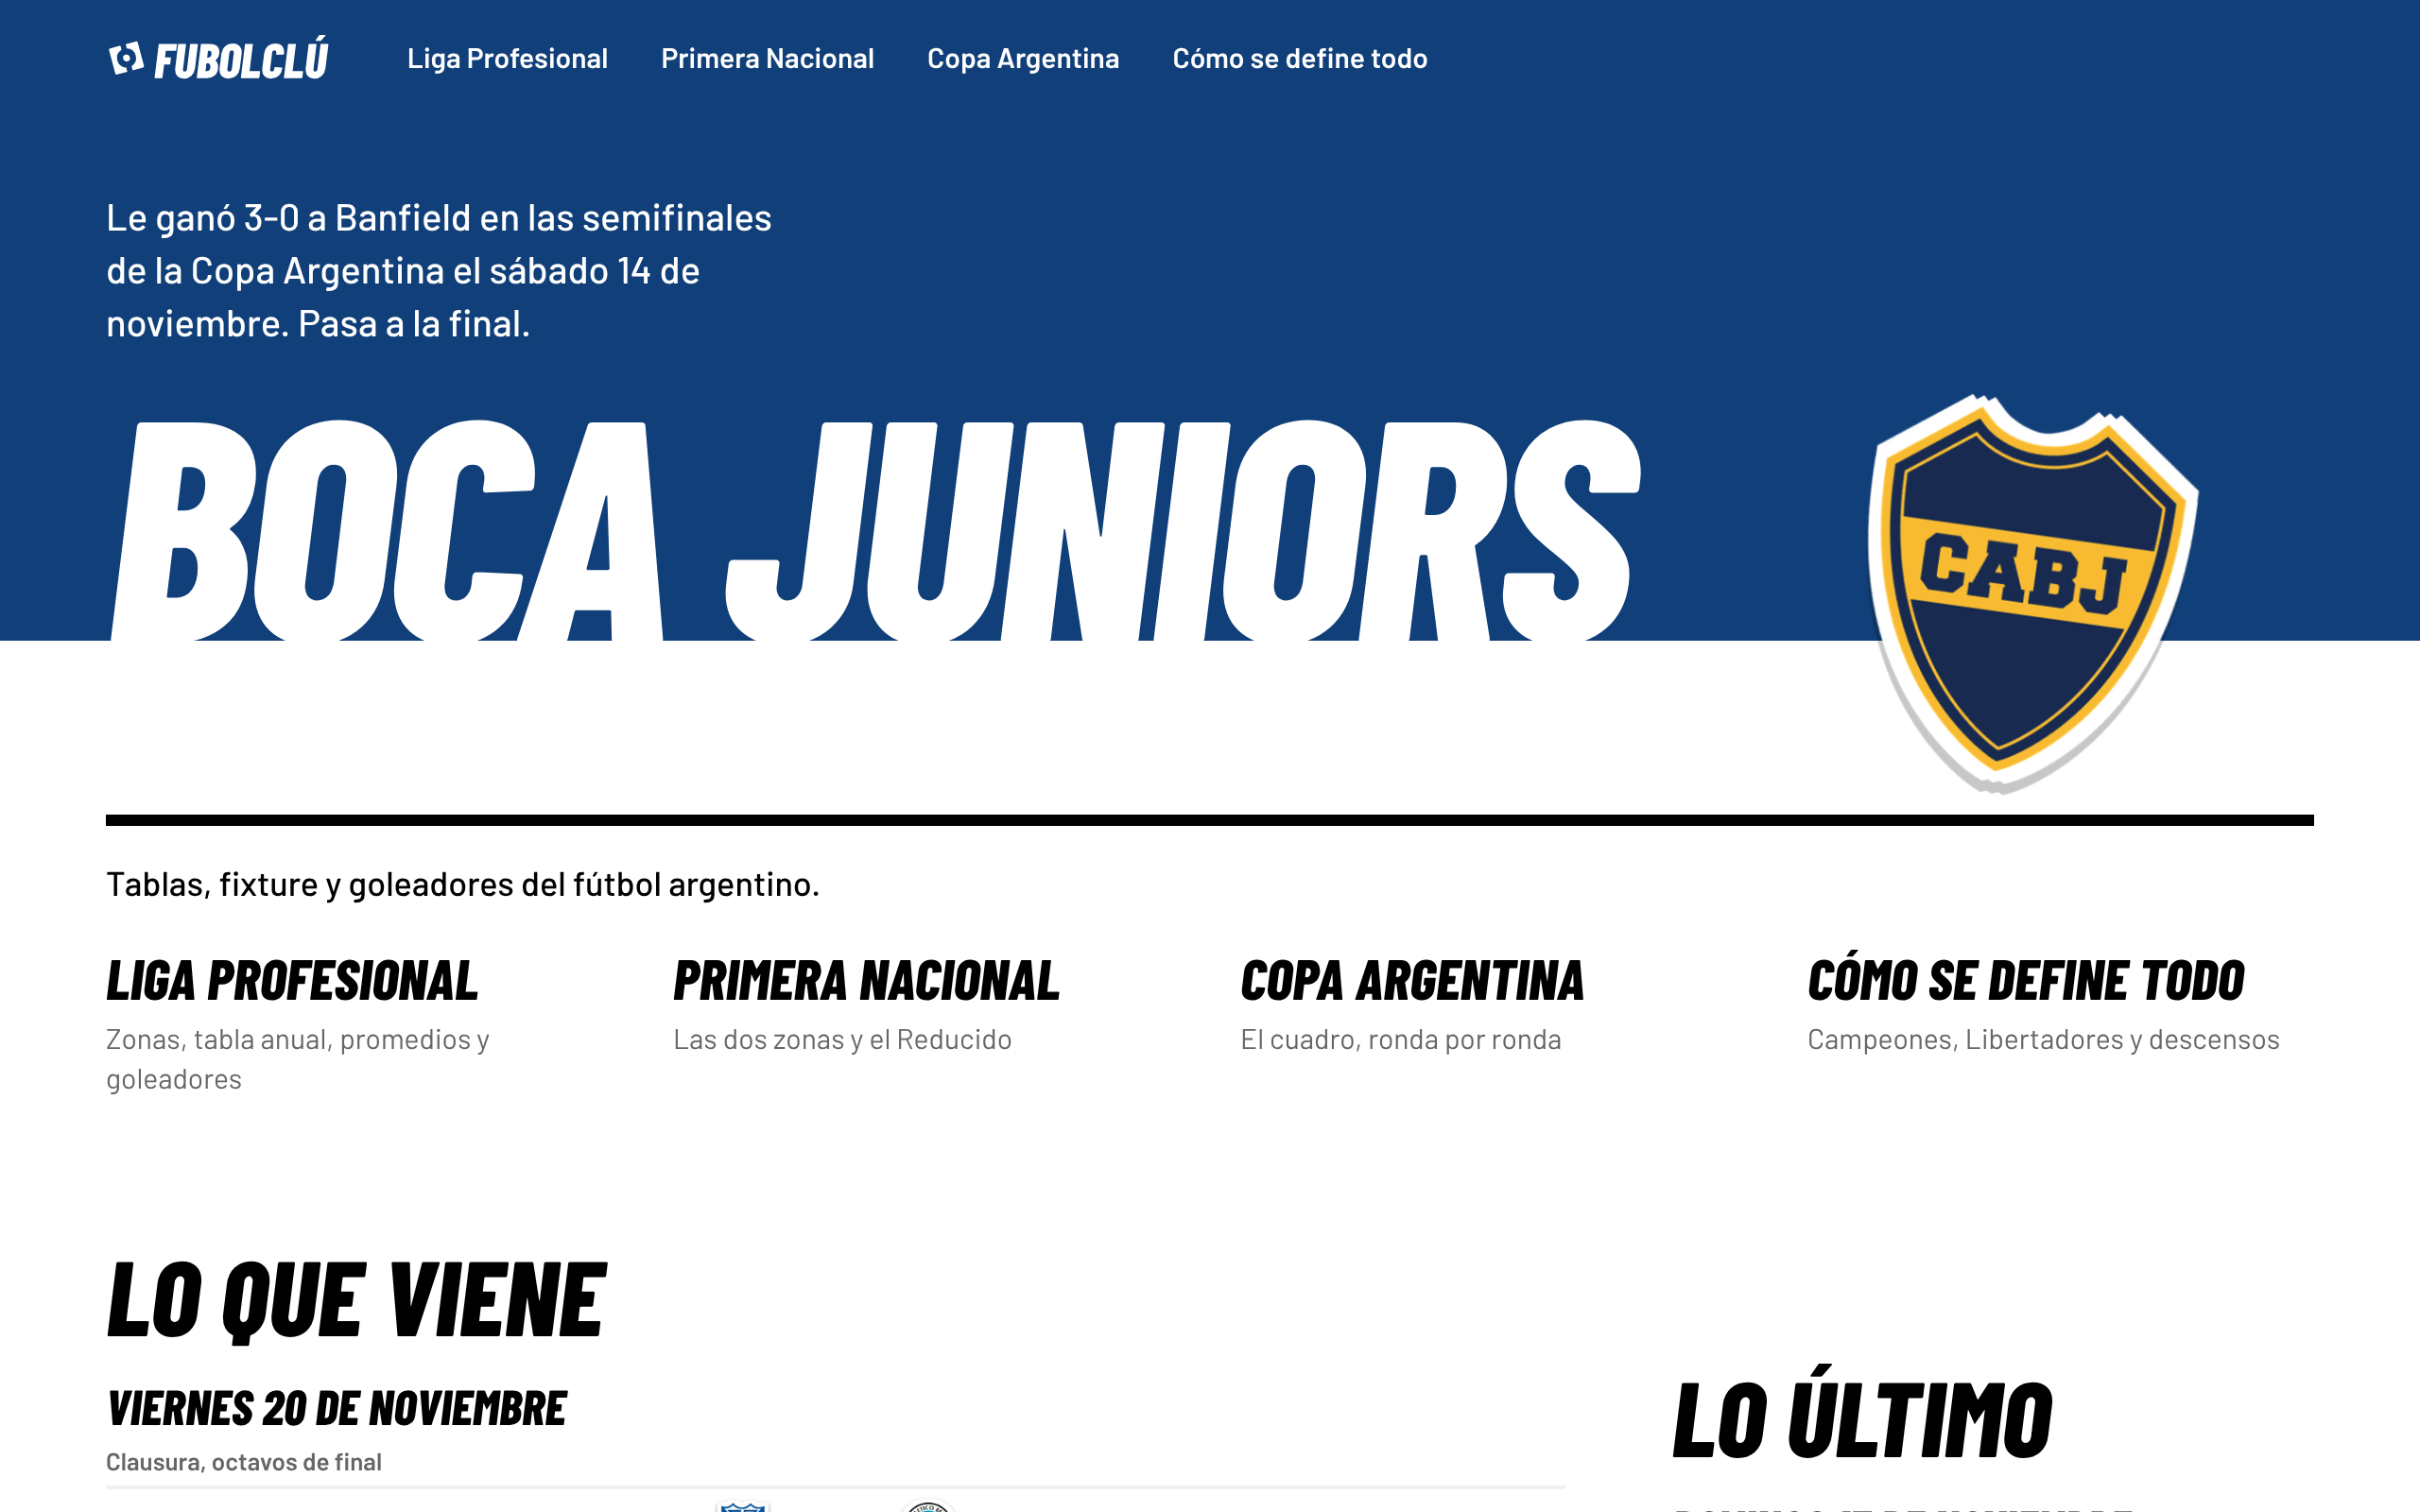 FUBOLCLÚ
Liga Profesional
Primera Nacional
Copa Argentina
Cómo se define todo
Le ganó 3-0 a Banfield en las semifinales
de la Copa Argentina el sábado 14 de
noviembre. Pasa a la final.
BOCA JUNIORS
CABJ
Tablas, fixture y goleadores del fútbol argentino.
LIGA PROFESIONAL
Zonas, tabla anual, promedios y
goleadores
PRIMERA NACIONAL
Las dos zonas y el Reducido
COPA ARGENTINA
El cuadro, ronda por ronda
CÓMO SE DEFINE TODO
Campeones, Libertadores y descensos
LO QUE VIENE
VIERNES 20 DE NOVIEMBRE
Clausura, octavos de final
LO ÚLTIMO